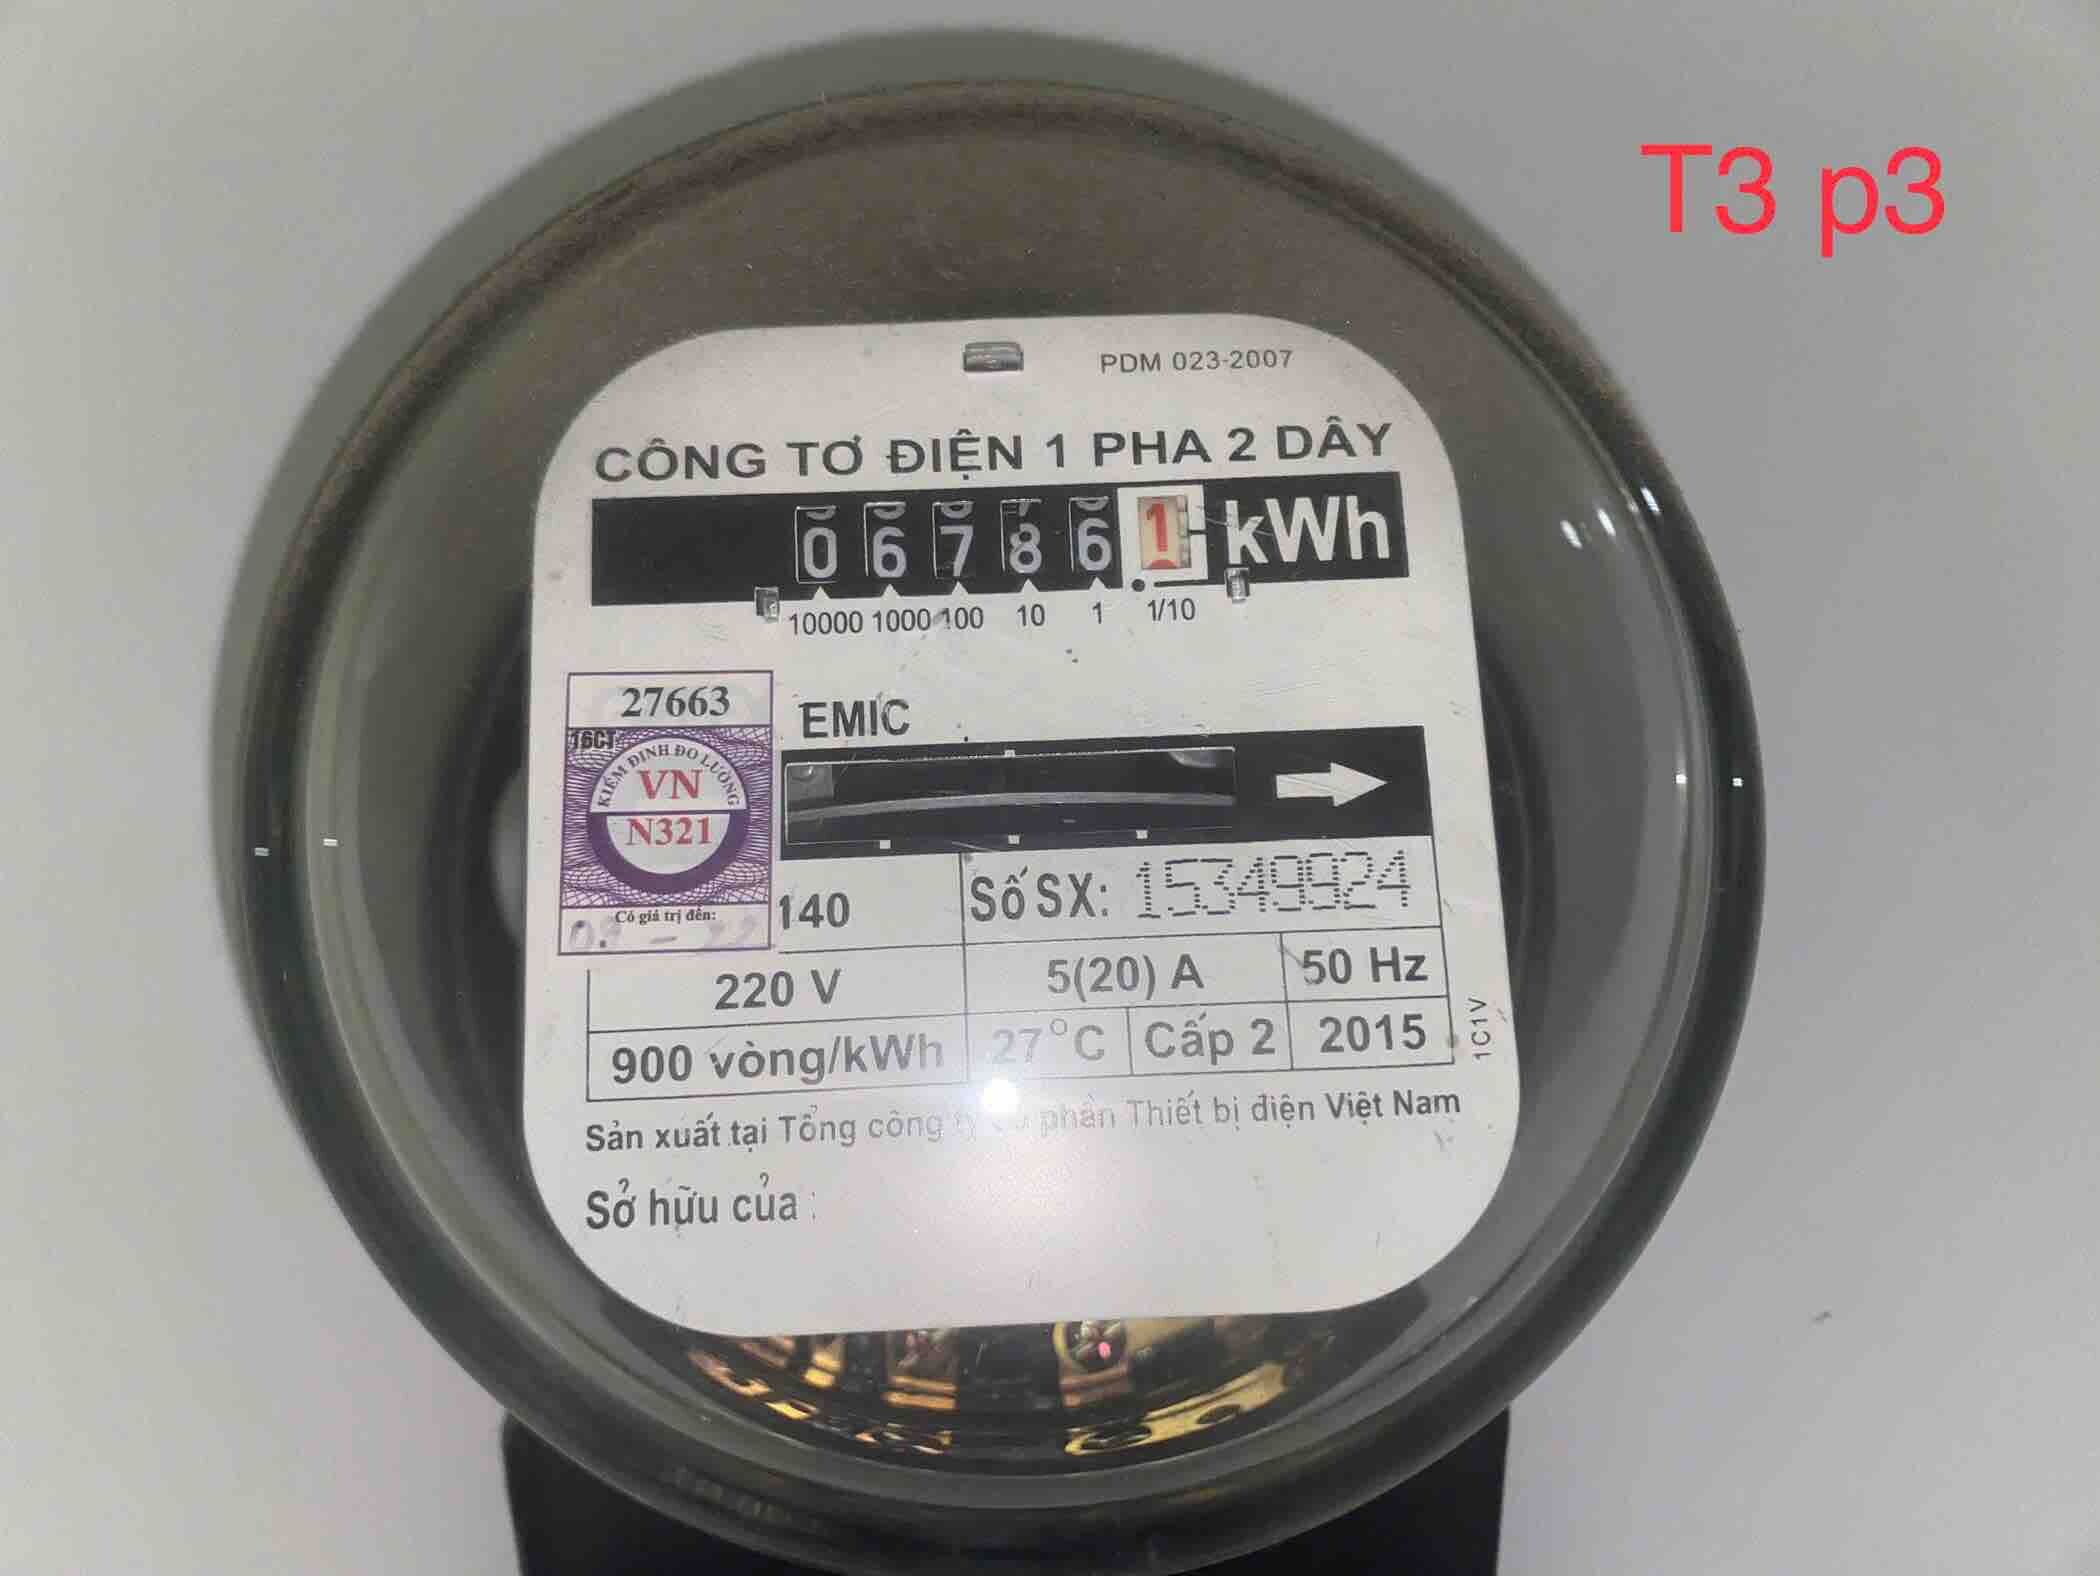 T3 p3
PDM 023-2007
CÔNG TƠ ĐIỆN 1 PHA 2 DÂY
0 6 7 8 6 1 kWh
10000 1000 100 10 1 1/10
27663
16CT
KIỂM ĐỊNH ĐO LƯỜNG
VN
N321
Có giá trị đến:
EMIC
140
Số SX: 15349924
220 V 5(20) A 50 Hz
900 vòng/kWh 27°C Cấp 2 2015
1C1V
Sản xuất tại Tổng công ty phần Thiết bị điện Việt Nam
Sở hữu của :